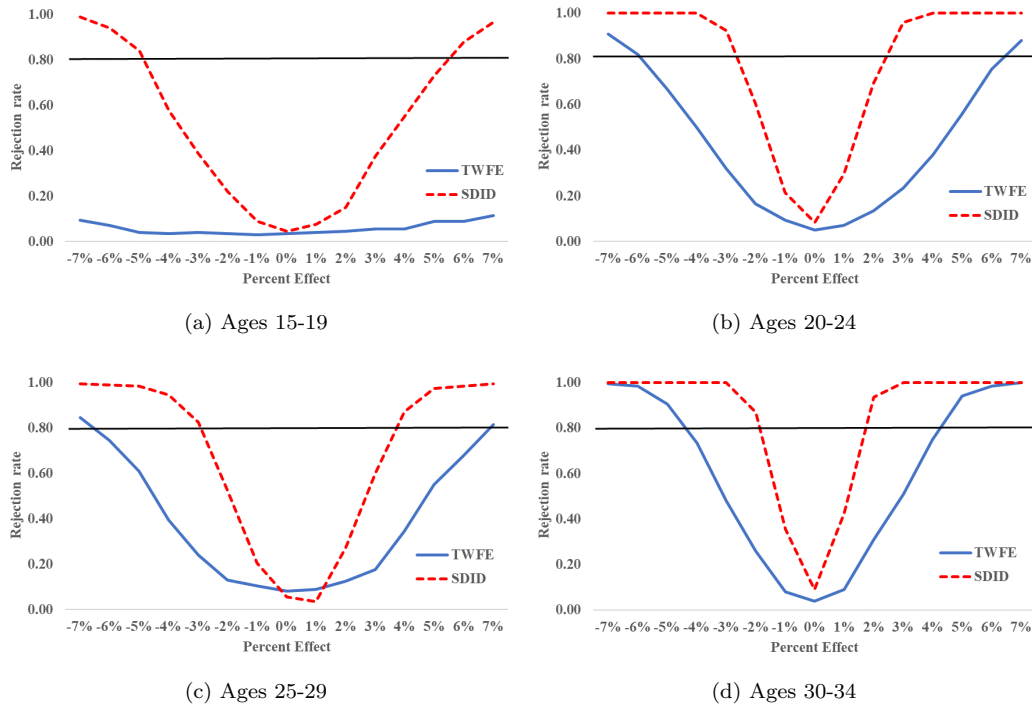 1.00
0.80
0.60
0.40
0.20
0.00
Rejection rate
TWFE
SDID
-7% -6% -5% -4% -3% -2% -1% 0% 1% 2% 3% 4% 5% 6% 7%
Percent Effect
(a) Ages 15-19
1.00
0.80
0.60
0.40
0.20
0.00
Rejection rate
TWFE
SDID
-7% -6% -5% -4% -3% -2% -1% 0% 1% 2% 3% 4% 5% 6% 7%
Percent Effect
(b) Ages 20-24
1.00
0.80
0.60
0.40
0.20
0.00
Rejection rate
TWFE
SDID
-7% -6% -5% -4% -3% -2% -1% 0% 1% 2% 3% 4% 5% 6% 7%
Percent Effect
(c) Ages 25-29
1.00
0.80
0.60
0.40
0.20
0.00
Rejection rate
TWFE
SDID
-7% -6% -5% -4% -3% -2% -1% 0% 1% 2% 3% 4% 5% 6% 7%
Percent Effect
(d) Ages 30-34